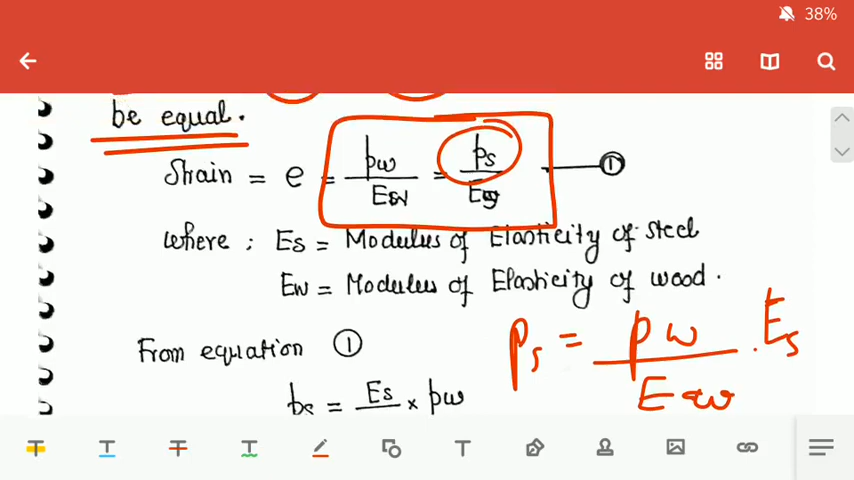 38%
be equal.
Strain = e = pw/Ew = ps/Es — ①
where ; Es = Modulus of Elasticity of steel
Ew = Modulus of Elasticity of wood.
ps = pw/Ew . Es
From equation ①
ps = Es × pw
T T T T T